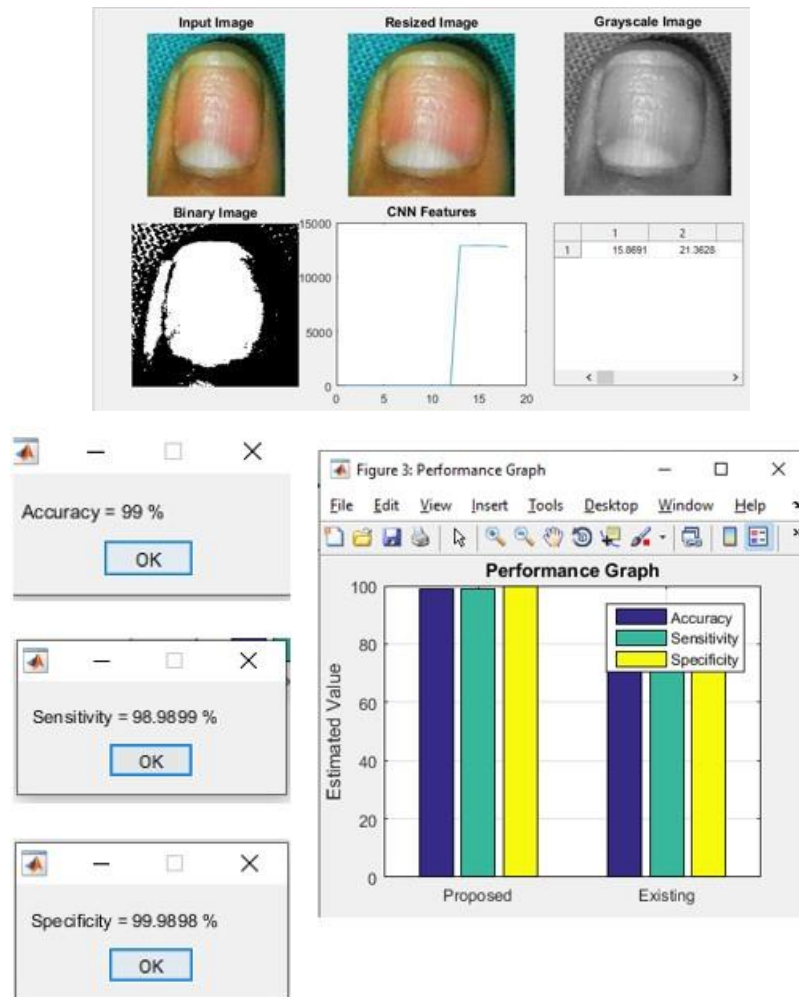 Input Image Resized Image Grayscale Image
Binary Image CNN Features
15000
10000
5000
0
0 5 10 15 20
1 2
1 15.8691 21.3628
Accuracy = 99 %
OK
Sensitivity = 98.9899 %
OK
Specificity = 99.9898 %
OK
Figure 3: Performance Graph
File Edit View Insert Tools Desktop Window Help
Performance Graph
Estimated Value
100
80
60
40
20
0
Accuracy
Sensitivity
Specificity
Proposed Existing